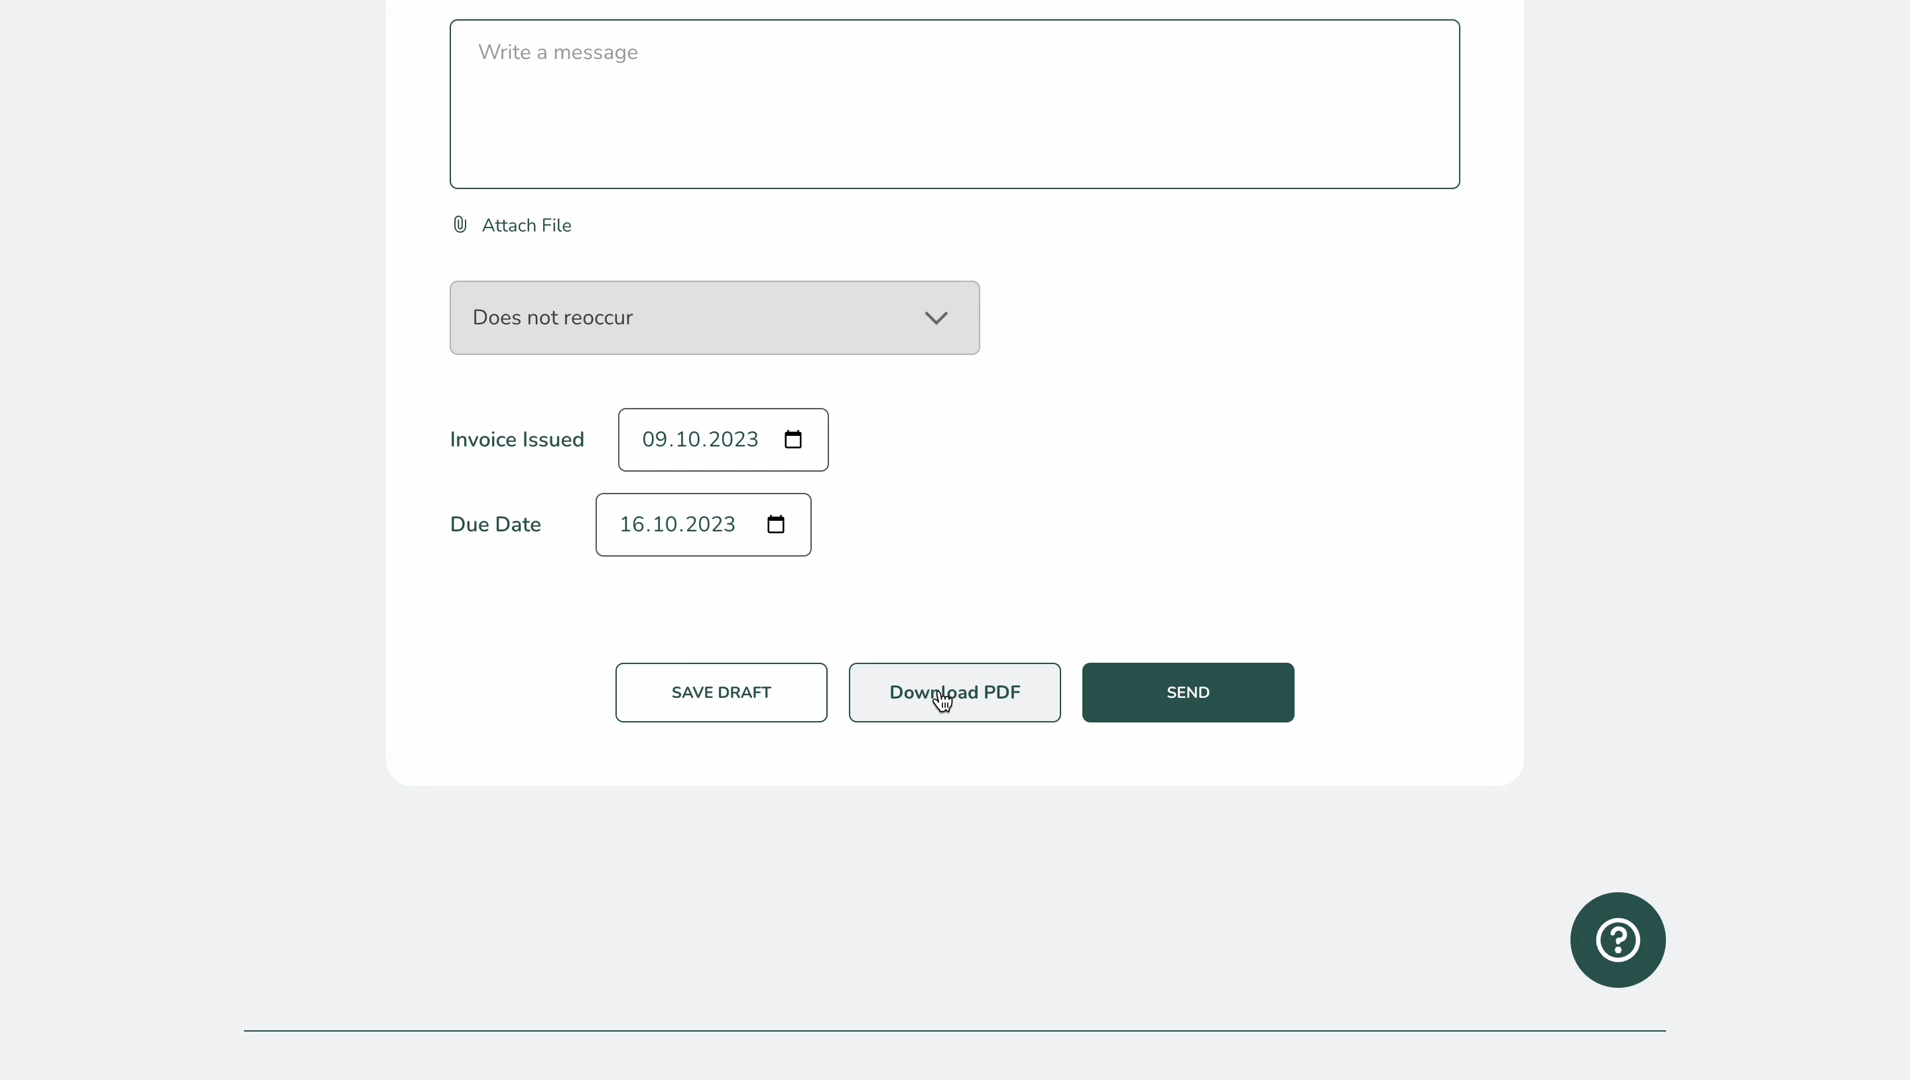 Write a message
Attach File
Does not reoccur
Invoice Issued 09.10.2023
Due Date 16.10.2023
SAVE DRAFT Download PDF SEND